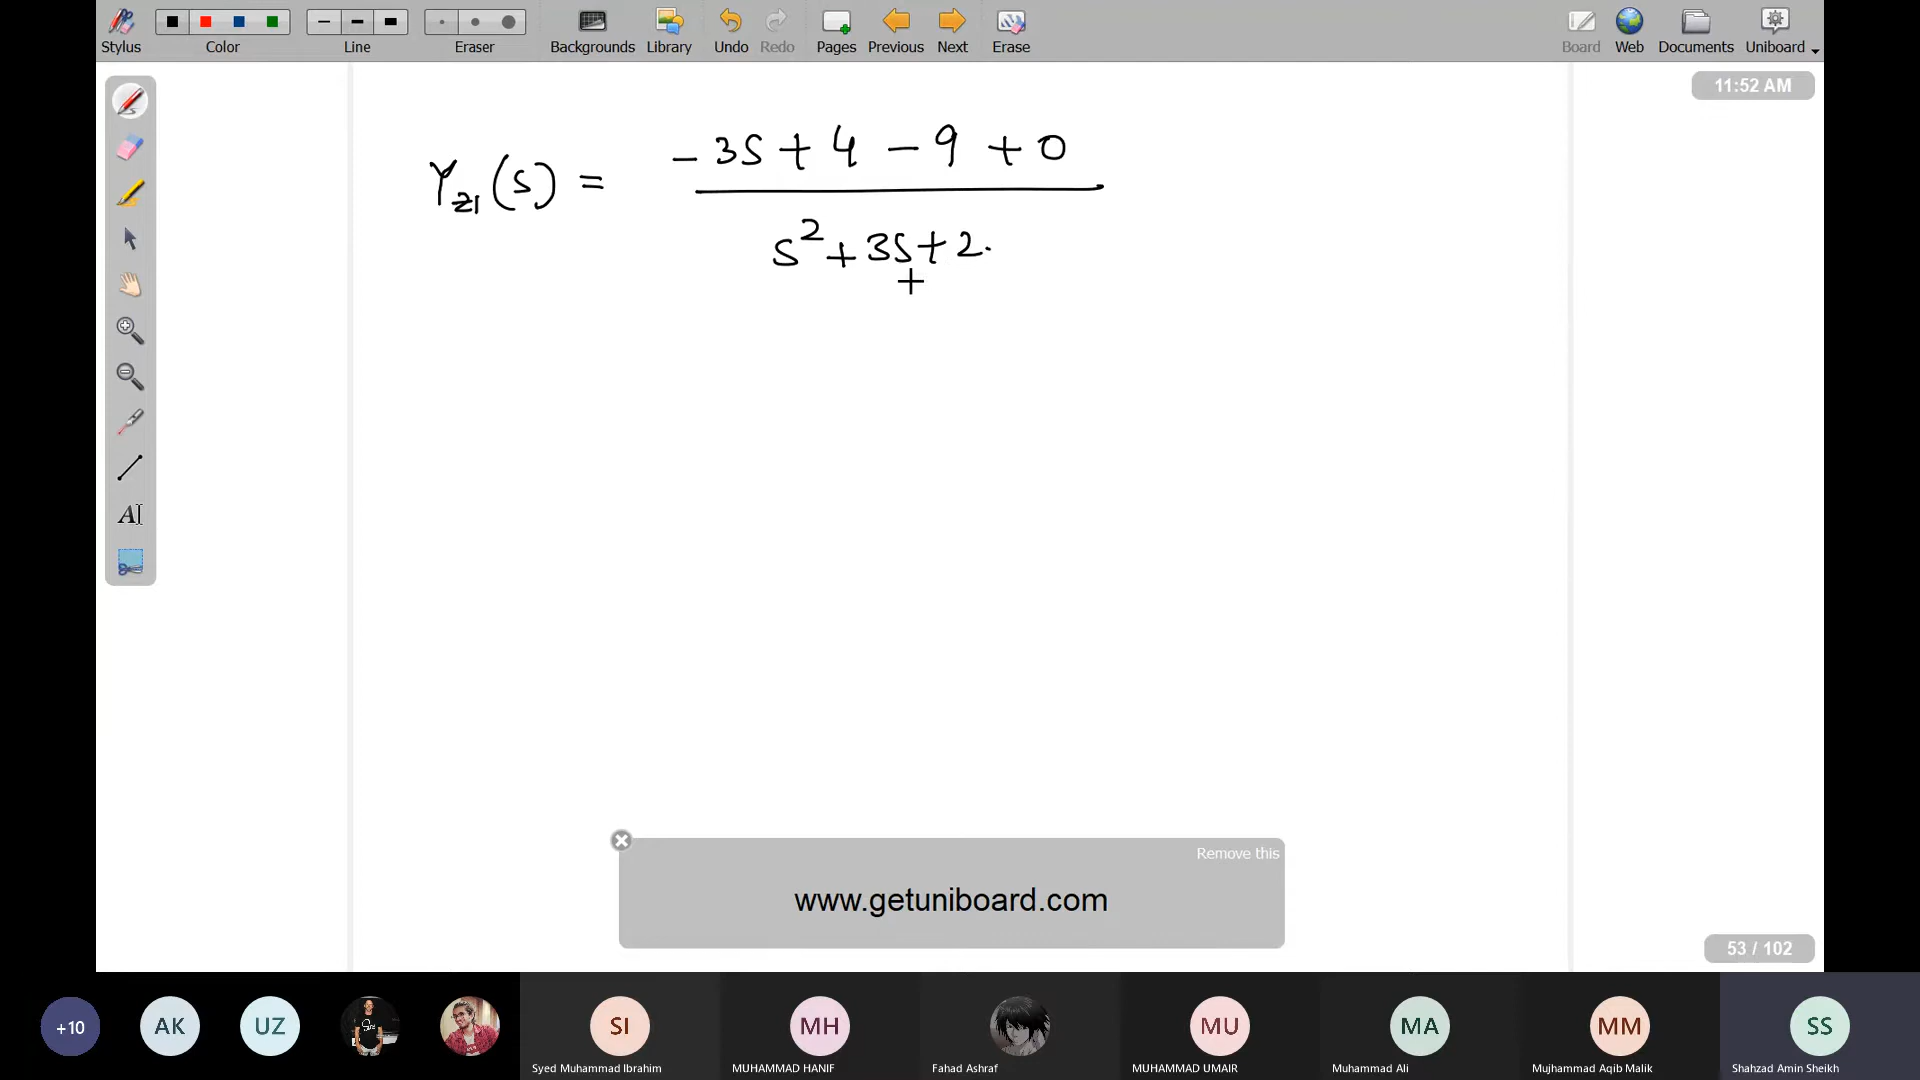 Stylus Color Line Eraser Backgrounds Library Undo Redo Pages Previous Next Erase Board Web Documents Uniboard
11:52 AM
Y_ZI(s) = (-3s + 4 - 9 + 0) / (s^2 + 3s + 2.)
Remove this
www.getuniboard.com
53 / 102
+10 AK UZ SI MH MU MA MM SS
Syed Muhammad Ibrahim MUHAMMAD HANIF Fahad Ashraf MUHAMMAD UMAIR Muhammad Ali Mujhammad Aqib Malik Shahzad Amin Sheikh